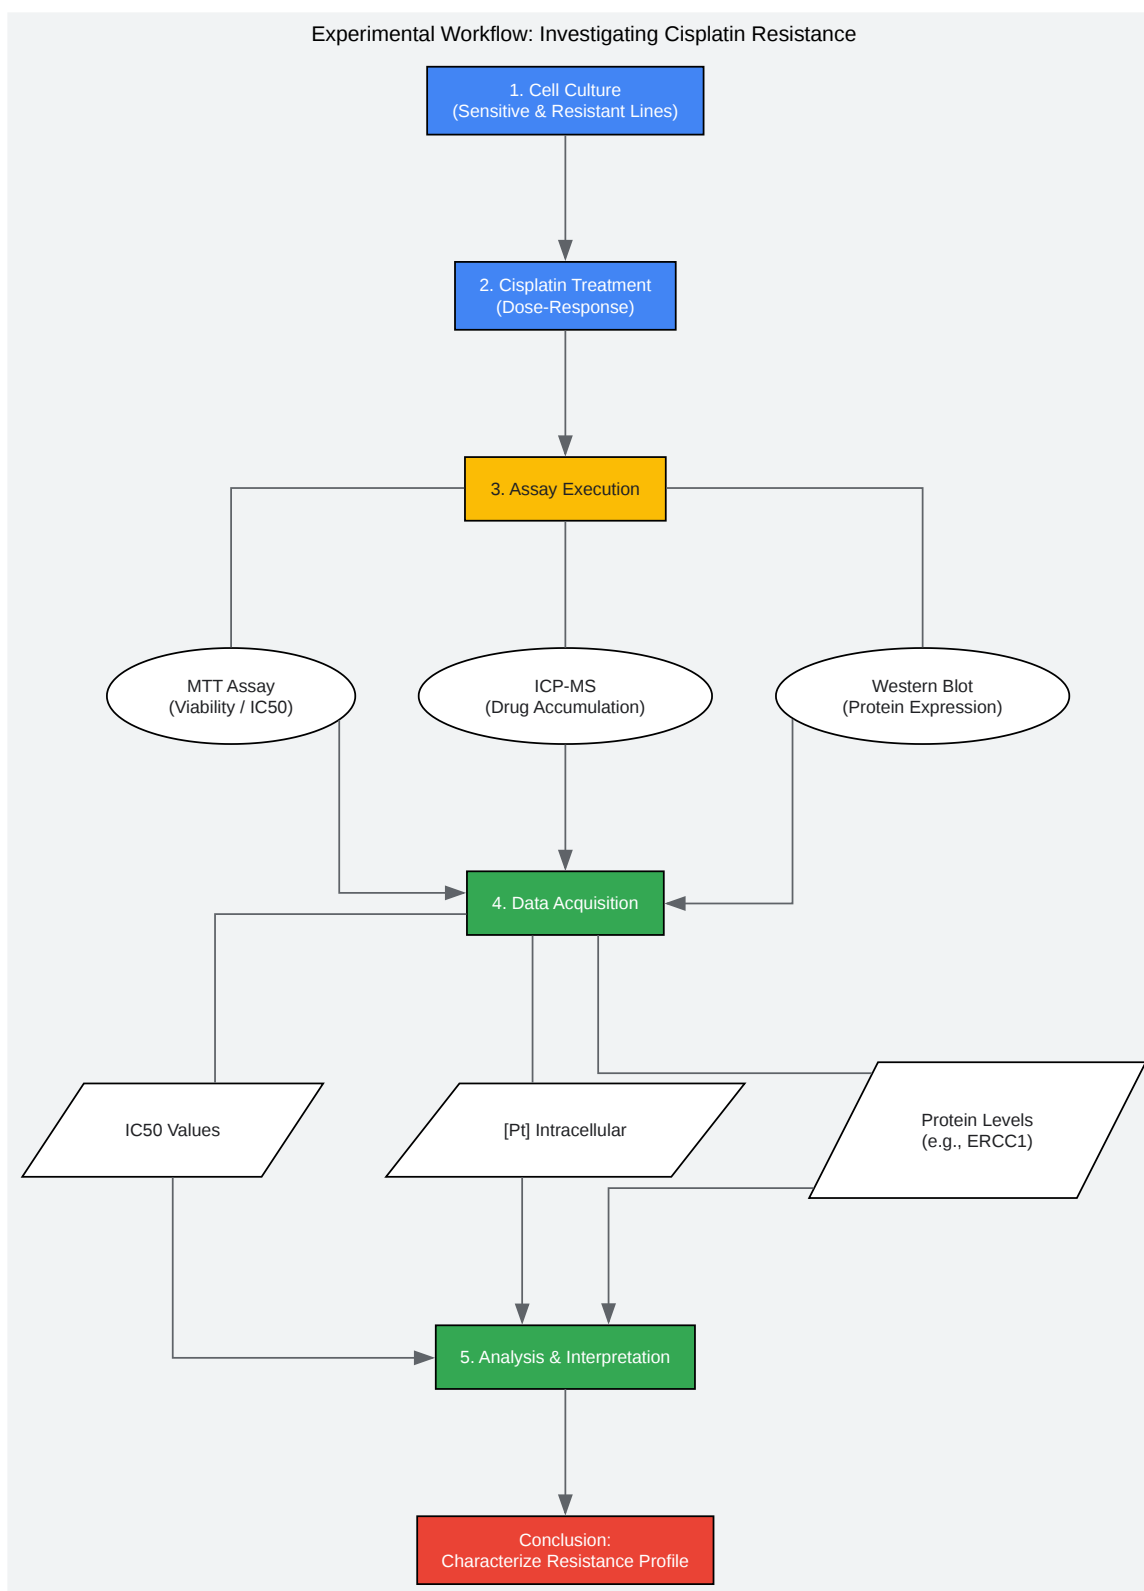 Experimental Workflow: Investigating Cisplatin Resistance
1. Cell Culture
(Sensitive & Resistant Lines)
2. Cisplatin Treatment
(Dose-Response)
3. Assay Execution
MTT Assay
(Viability / IC50)
ICP-MS
(Drug Accumulation)
Western Blot
(Protein Expression)
4. Data Acquisition
IC50 Values
[Pt] Intracellular
Protein Levels
(e.g., ERCC1)
5. Analysis & Interpretation
Conclusion:
Characterize Resistance Profile